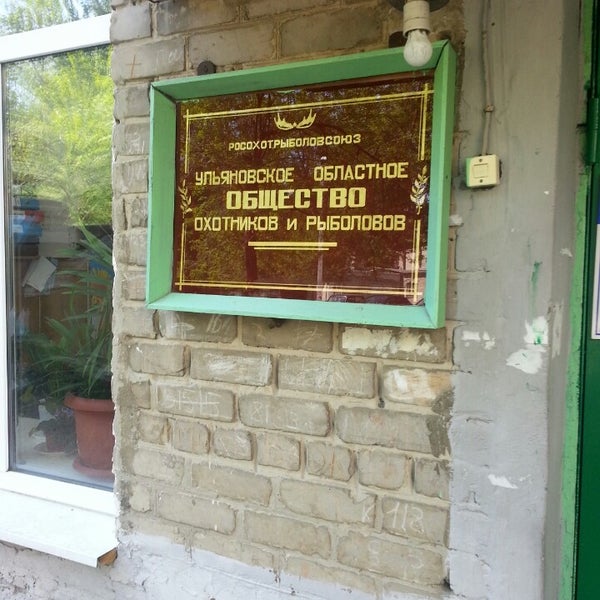 РОСОХОТРЫБОЛОВСОЮЗ
УЛЬЯНОВСКОЕ ОБЛАСТНОЕ
ОБЩЕСТВО
ОХОТНИКОВ И РЫБОЛОВОВ